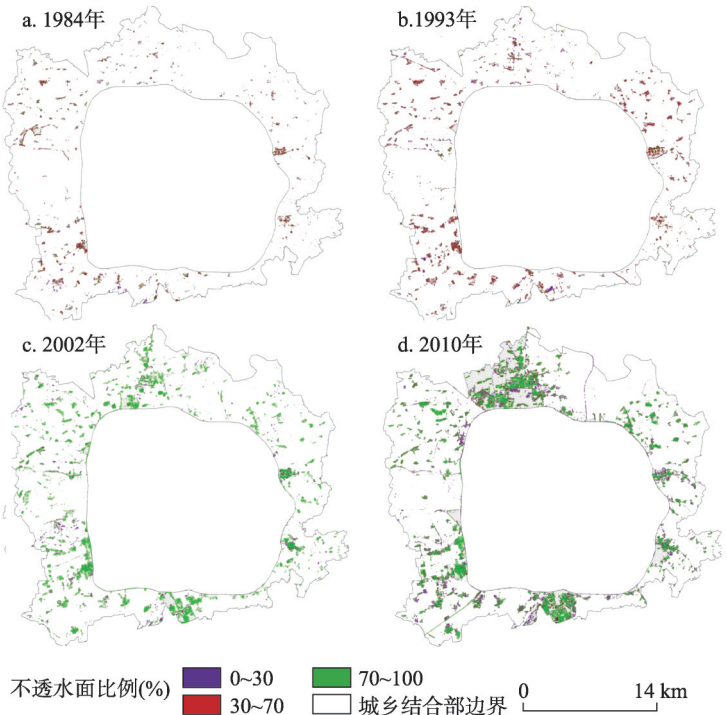 a. 1984年
b.1993年
c. 2002年
d. 2010年
不透水面比例(%)
0~30
70~100
30~70
城乡结合部边界
0
14 km